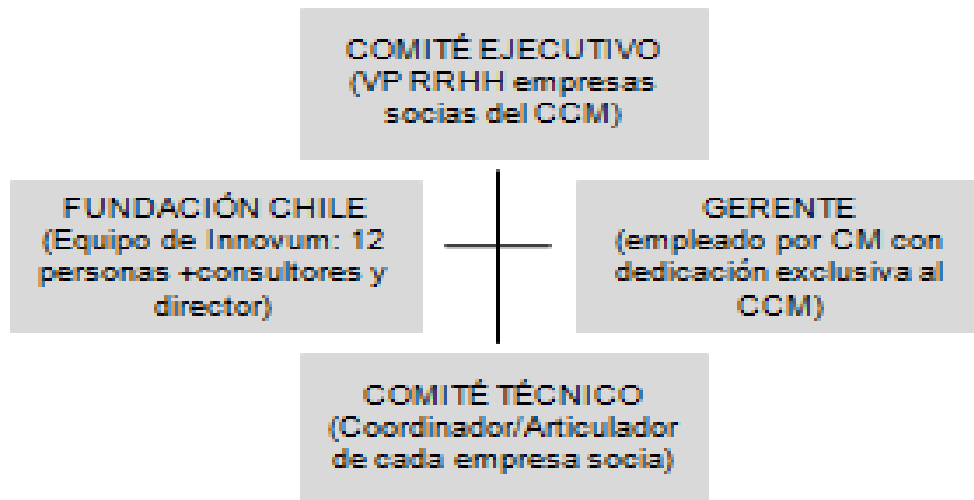 COMITÉ EJECUTIVO
(VP RRHH empresas
socias del CCM)
FUNDACIÓN CHILE
(Equipo de Innovum: 12
personas +consultores y
director)
GERENTE
(empleado por CM con
dedicación exclusiva al
CCM)
COMITÉ TÉCNICO
(Coordinador/Articulador
de cada empresa socia)